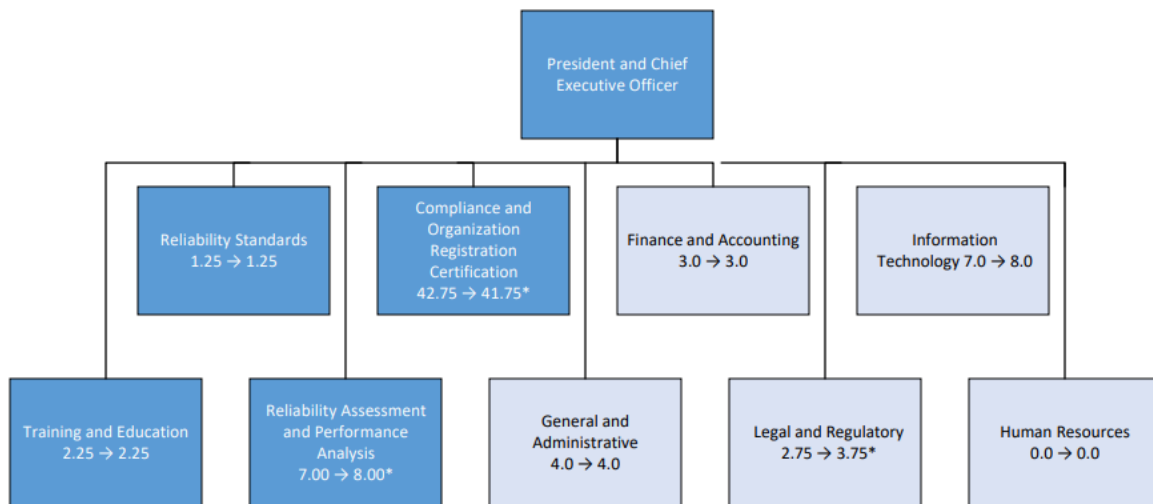 President and Chief
Executive Officer
Reliability Standards
1.25 → 1.25
Compliance and
Organization
Registration
Certification
42.75 → 41.75*
Finance and Accounting
3.0 → 3.0
Information
Technology 7.0 → 8.0
Training and Education
2.25 → 2.25
Reliability Assessment
and Performance
Analysis
7.00 → 8.00*
General and
Administrative
4.0 → 4.0
Legal and Regulatory
2.75 → 3.75*
Human Resources
0.0 → 0.0